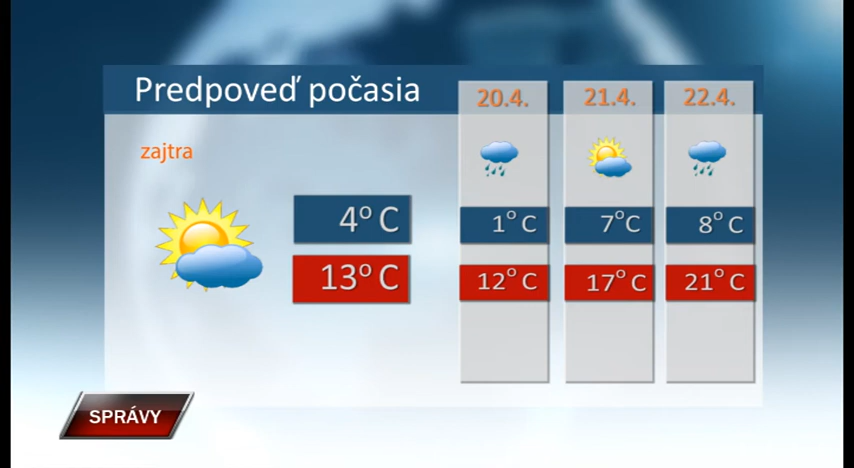 Predpoveď počasia
zajtra
4° C
13° C
20.4. 21.4. 22.4.
1° C 7°C 8° C
12° C 17° C 21° C
SPRÁVY